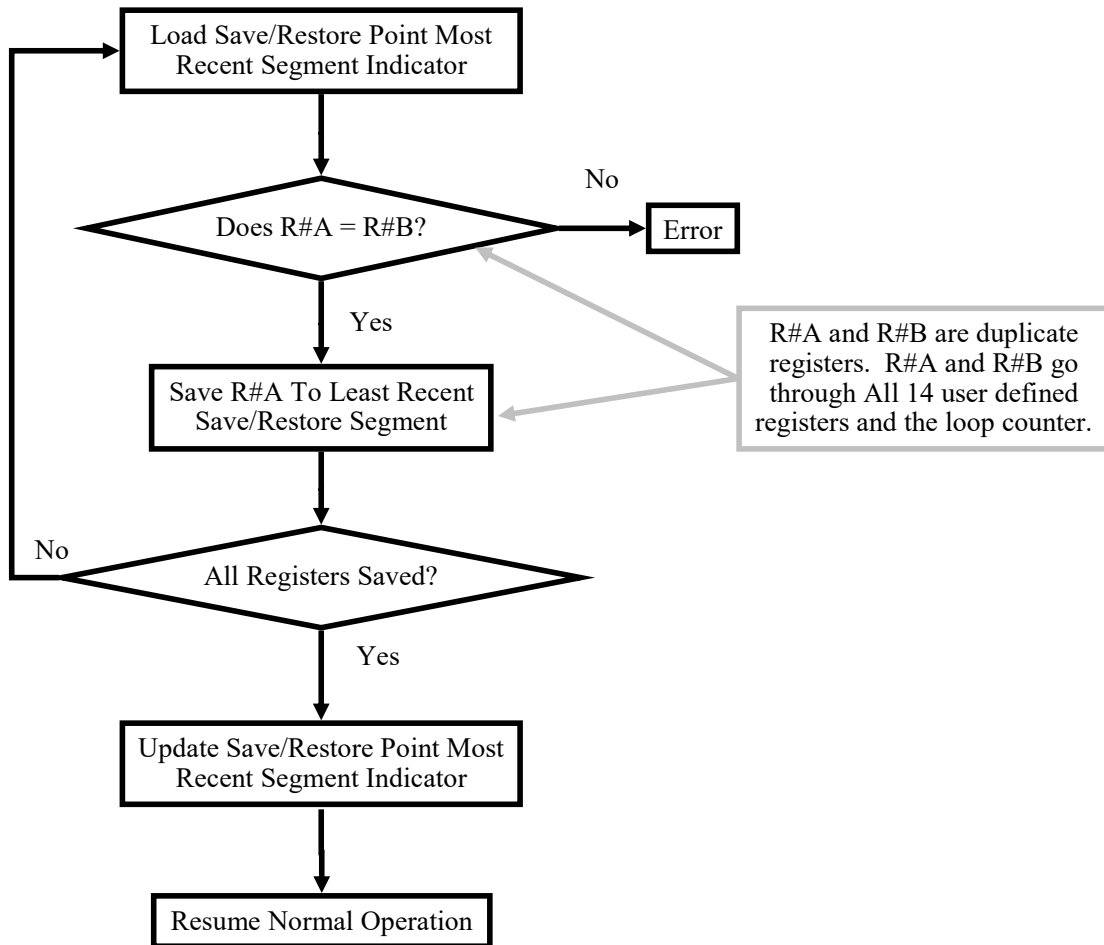 Load Save/Restore Point Most
Recent Segment Indicator
No
Does R#A = R#B?
Error
Yes
R#A and R#B are duplicate
registers.  R#A and R#B go
through All 14 user defined
registers and the loop counter.
Save R#A To Least Recent
Save/Restore Segment
No
All Registers Saved?
Yes
Update Save/Restore Point Most
Recent Segment Indicator
Resume Normal Operation